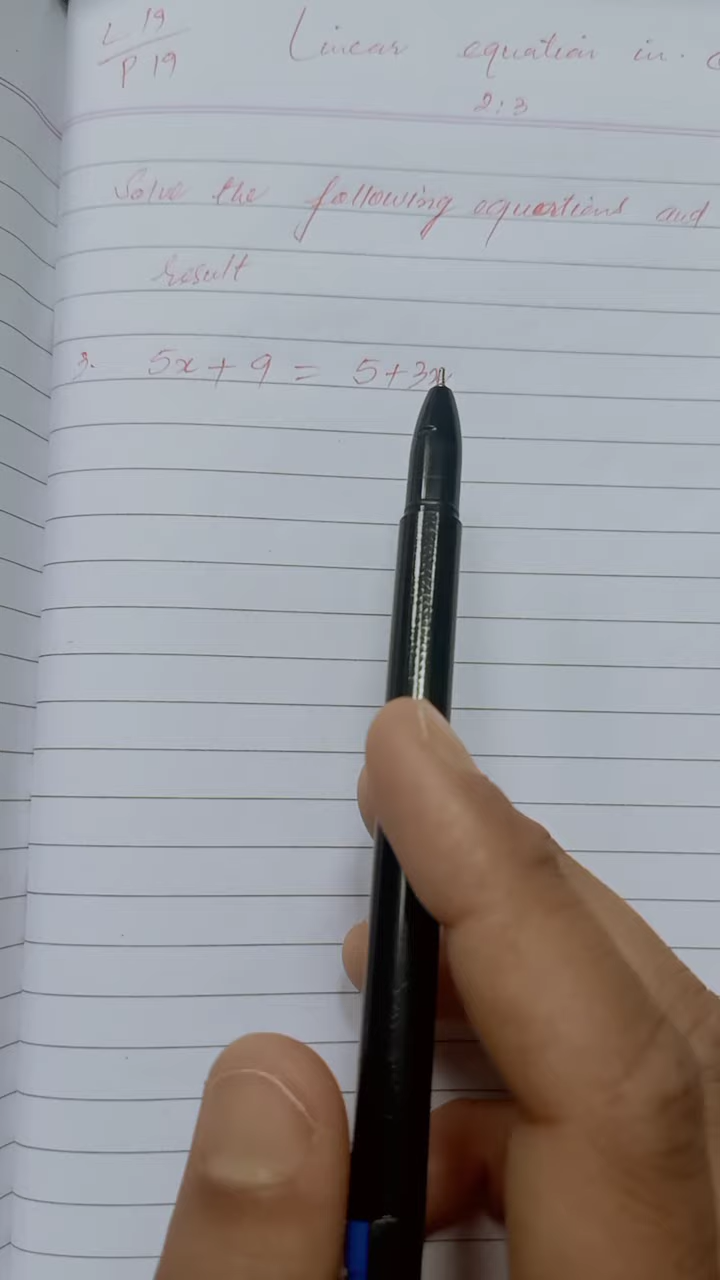 L 19
P 19
Linear equation in.
2:3
Solve the following equations and
result
3. 5x + 9 = 5 + 3x